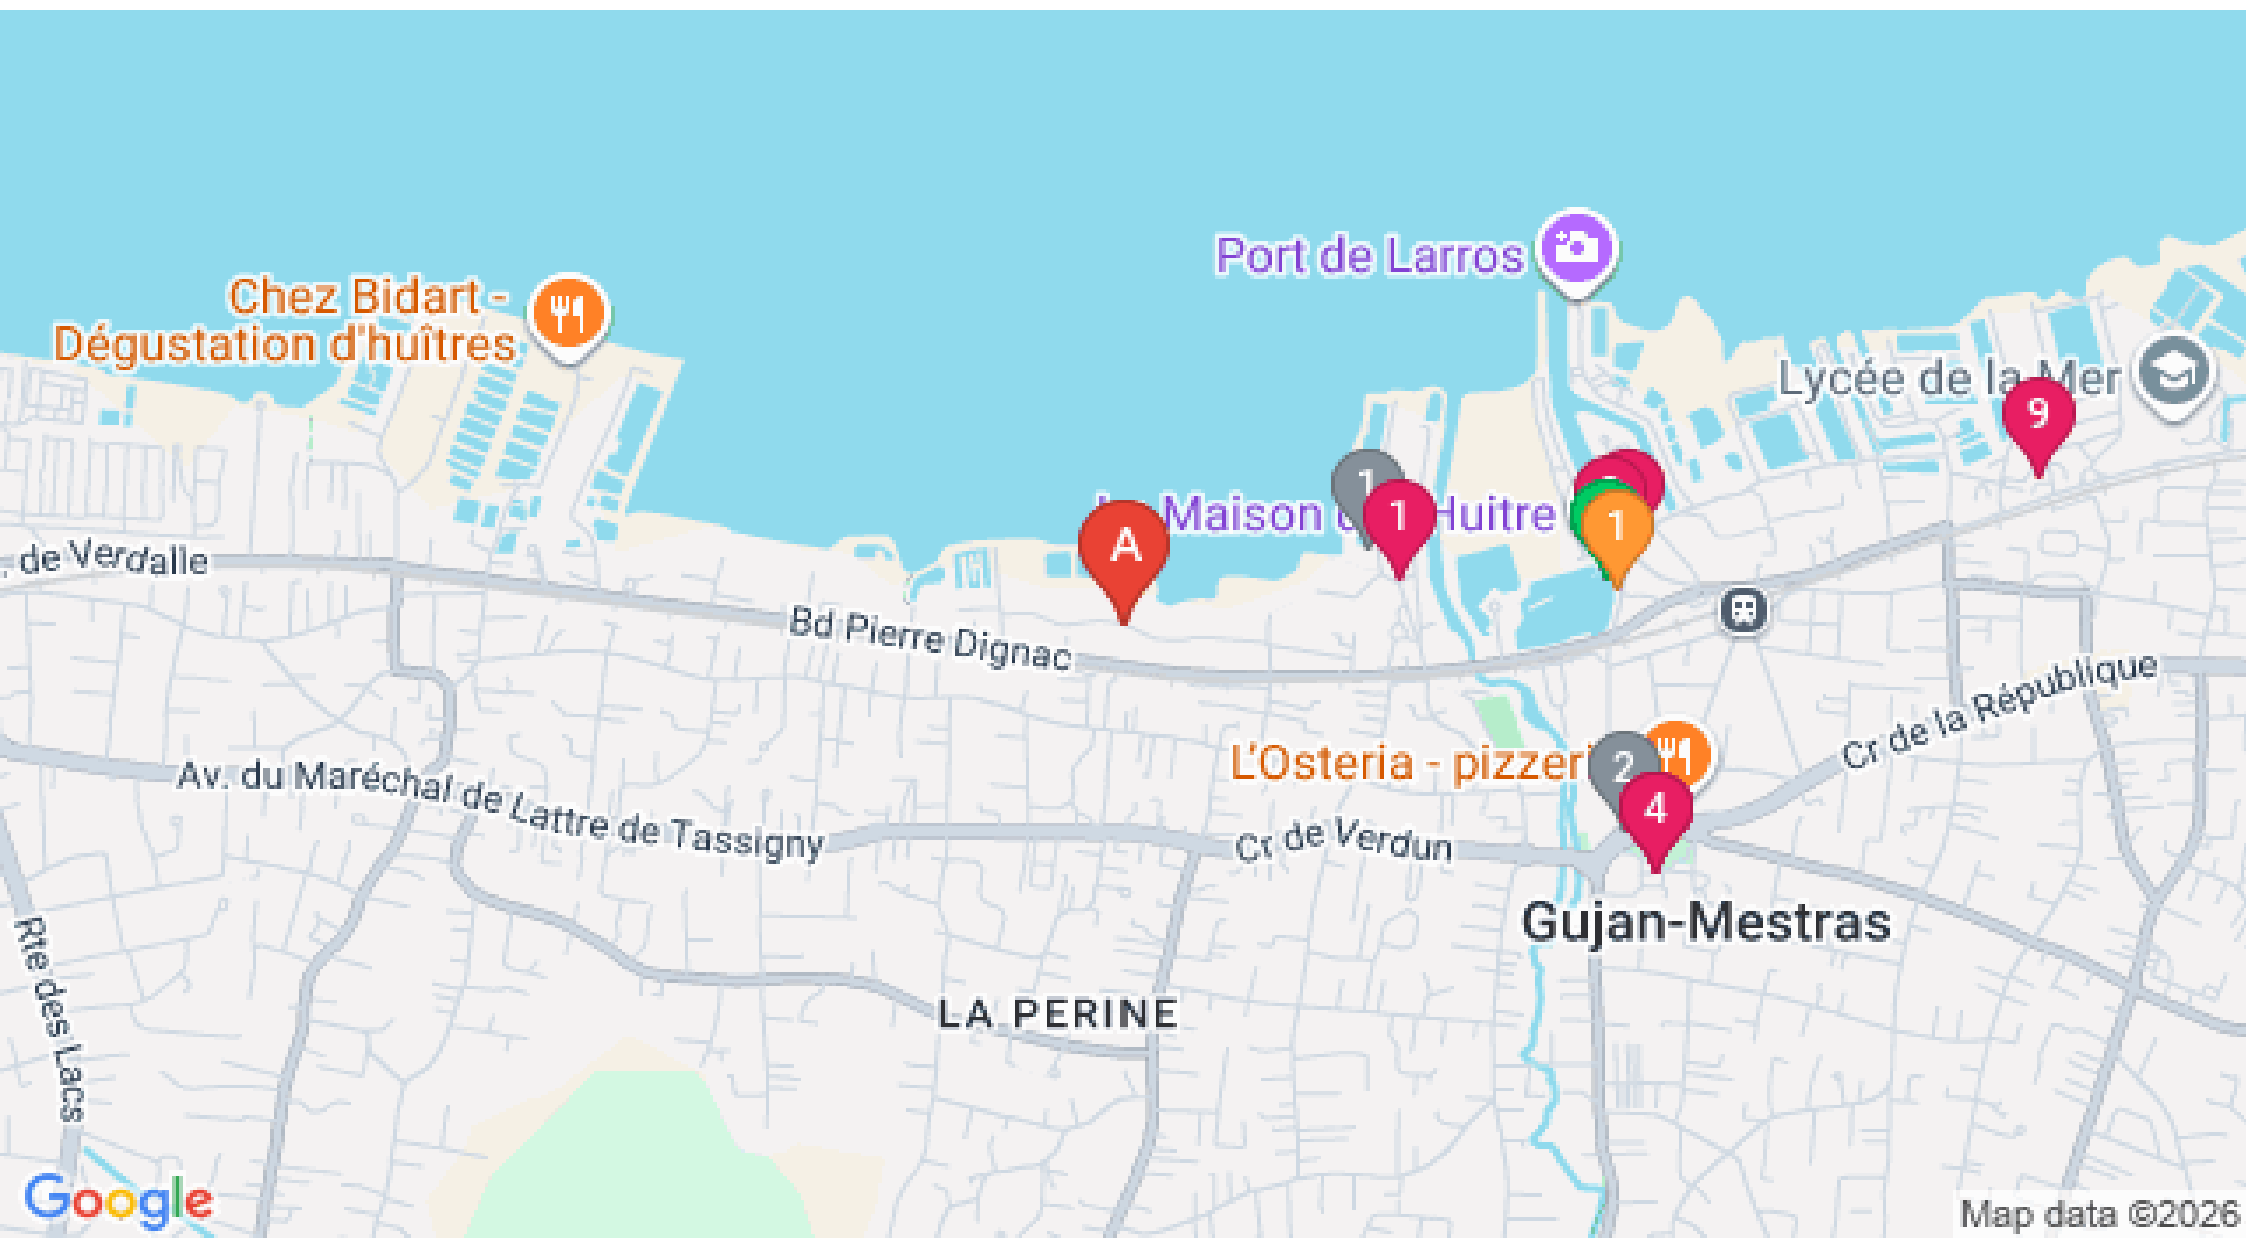 Port de Larros
Chez Bidart -
Dégustation d'huîtres
Lycée de la Mer
9
1
1
Maison
Huitre
1
A
de Verdalle
Bd Pierre Dignac
Cr de la République
L'Osteria - pizzeri
2
4
Av. du Maréchal de Lattre de Tassigny
Cr de Verdun
Gujan-Mestras
Rte des Lacs
LA PERINE
Google
Map data ©2026